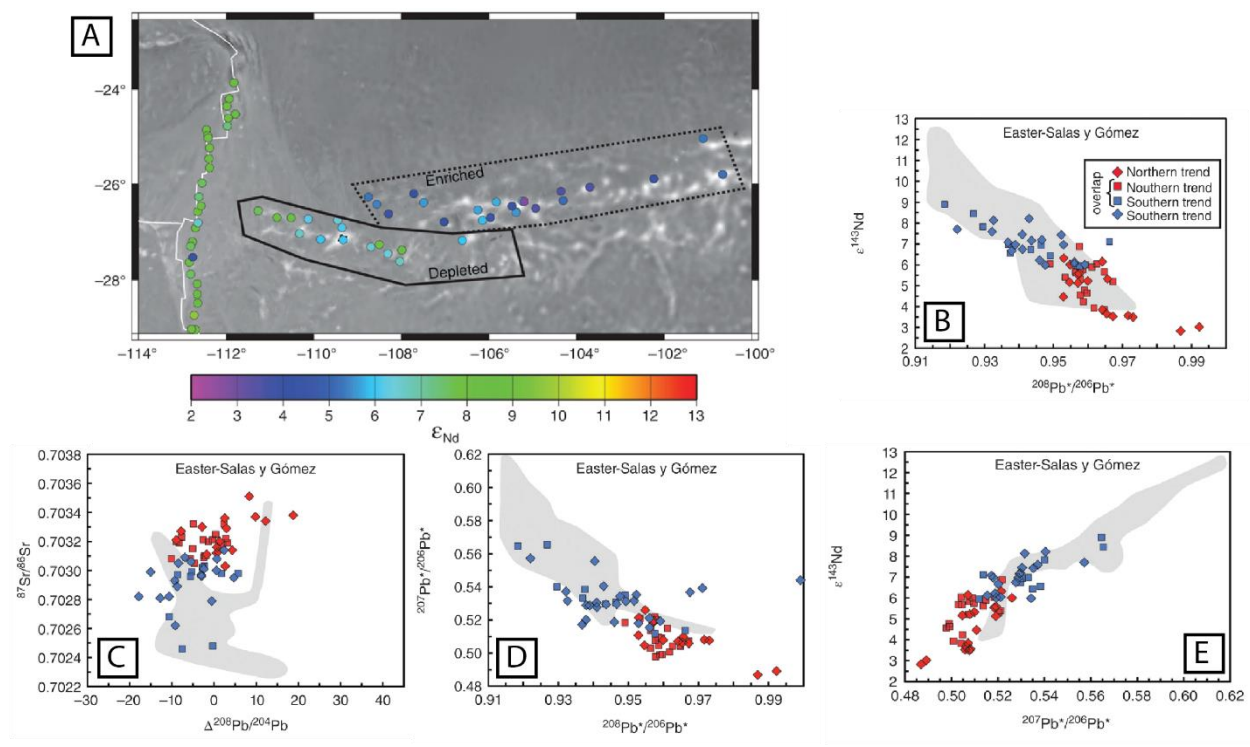 A
−24°
−26°
−28°
Enriched
Depleted
−114° −112° −110° −108° −106° −104° −102° −100°
2 3 4 5 6 7 8 9 10 11 12 13
εNd
13
12
11
10
9
8
7
6
5
4
3
2
ε¹⁴³Nd
Easter-Salas y Gómez
overlap
Northern trend
Nouthern trend
Southern trend
Southern trend
B
0.91 0.93 0.95 0.97 0.99
²⁰⁸Pb*/²⁰⁶Pb*
0.7038
0.7036
0.7034
0.7032
0.7030
0.7028
0.7026
0.7024
0.7022
⁸⁷Sr/⁸⁶Sr
Easter-Salas y Gómez
C
−30 −20 −10 0 10 20 30 40
Δ²⁰⁸Pb/²⁰⁴Pb
0.62
0.60
0.58
0.56
0.54
0.52
0.50
0.48
²⁰⁷Pb*/²⁰⁶Pb*
Easter-Salas y Gómez
D
0.91 0.93 0.95 0.97 0.99
²⁰⁸Pb*/²⁰⁶Pb*
13
12
11
10
9
8
7
6
5
4
3
2
ε¹⁴³Nd
Easter-Salas y Gómez
E
0.48 0.50 0.52 0.54 0.56 0.58 0.60 0.62
²⁰⁷Pb*/²⁰⁶Pb*